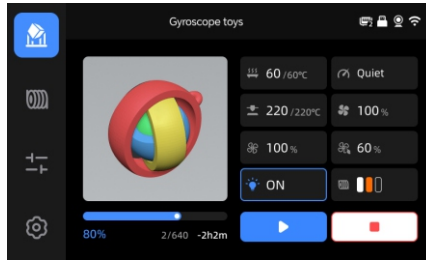 Gyroscope toys
60 /60℃
Quiet
220 /220℃
100 %
100 %
60 %
ON
80%
2/640
-2h2m